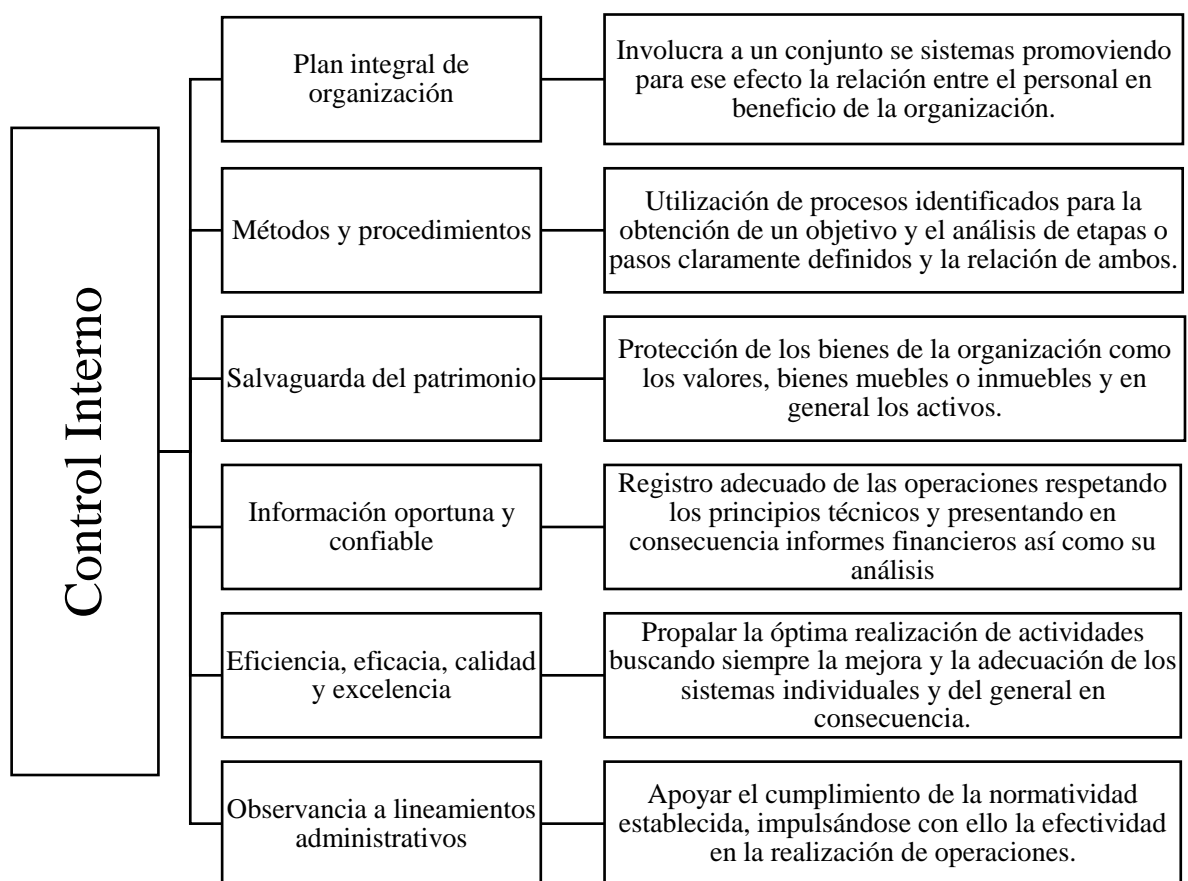 Control Interno
Plan integral de
organización
Involucra a un conjunto se sistemas promoviendo
para ese efecto la relación entre el personal en
beneficio de la organización.
Métodos y procedimientos
Utilización de procesos identificados para la
obtención de un objetivo y el análisis de etapas o
pasos claramente definidos y la relación de ambos.
Salvaguarda del patrimonio
Protección de los bienes de la organización como
los valores, bienes muebles o inmuebles y en
general los activos.
Información oportuna y
confiable
Registro adecuado de las operaciones respetando
los principios técnicos y presentando en
consecuencia informes financieros así como su
análisis
Eficiencia, eficacia, calidad
y excelencia
Propalar la óptima realización de actividades
buscando siempre la mejora y la adecuación de los
sistemas individuales y del general en
consecuencia.
Observancia a lineamientos
administrativos
Apoyar el cumplimiento de la normatividad
establecida, impulsándose con ello la efectividad
en la realización de operaciones.